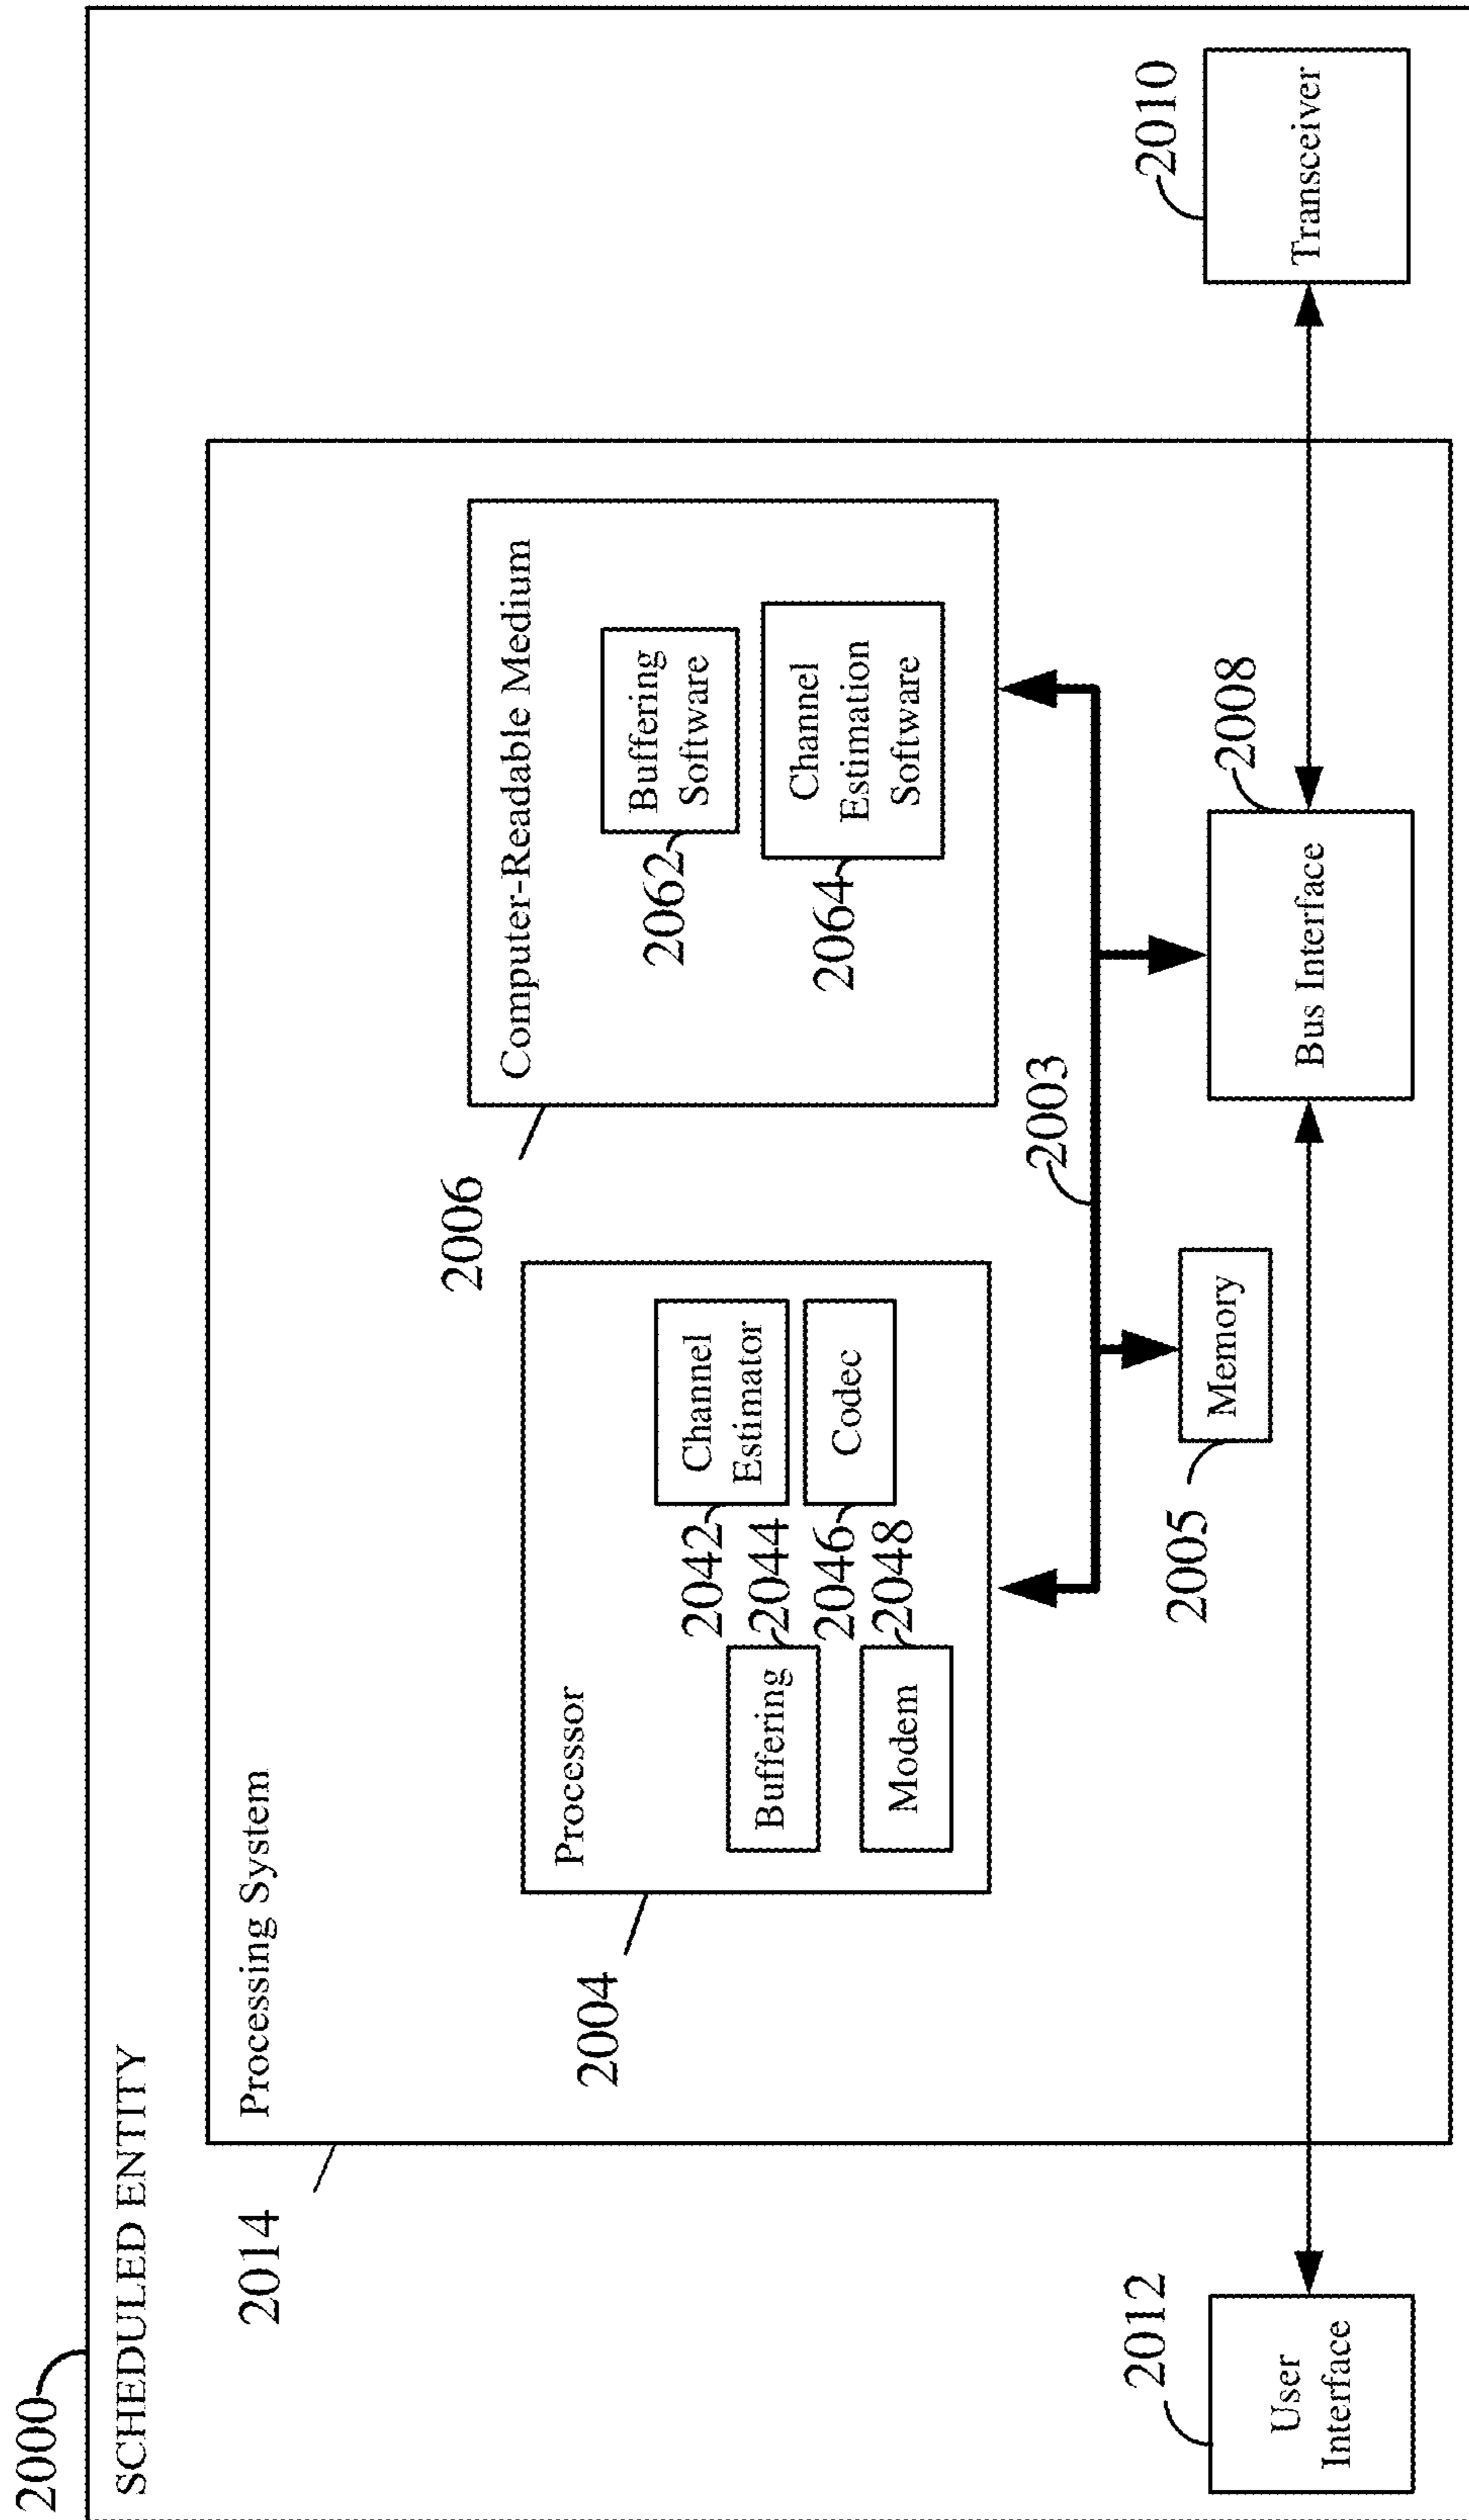 2000
SCHEDULED ENTITY
2014
Processing System
2004
Processor
2042
Channel
Estimator
Buffering
2044
2046
Codec
Modem
2048
2006
Computer-Readable Medium
2062
Buffering
Software
2064
Channel
Estimation
Software
2003
2005
Memory
2012
User
Interface
2008
Bus Interface
2010
Transceiver